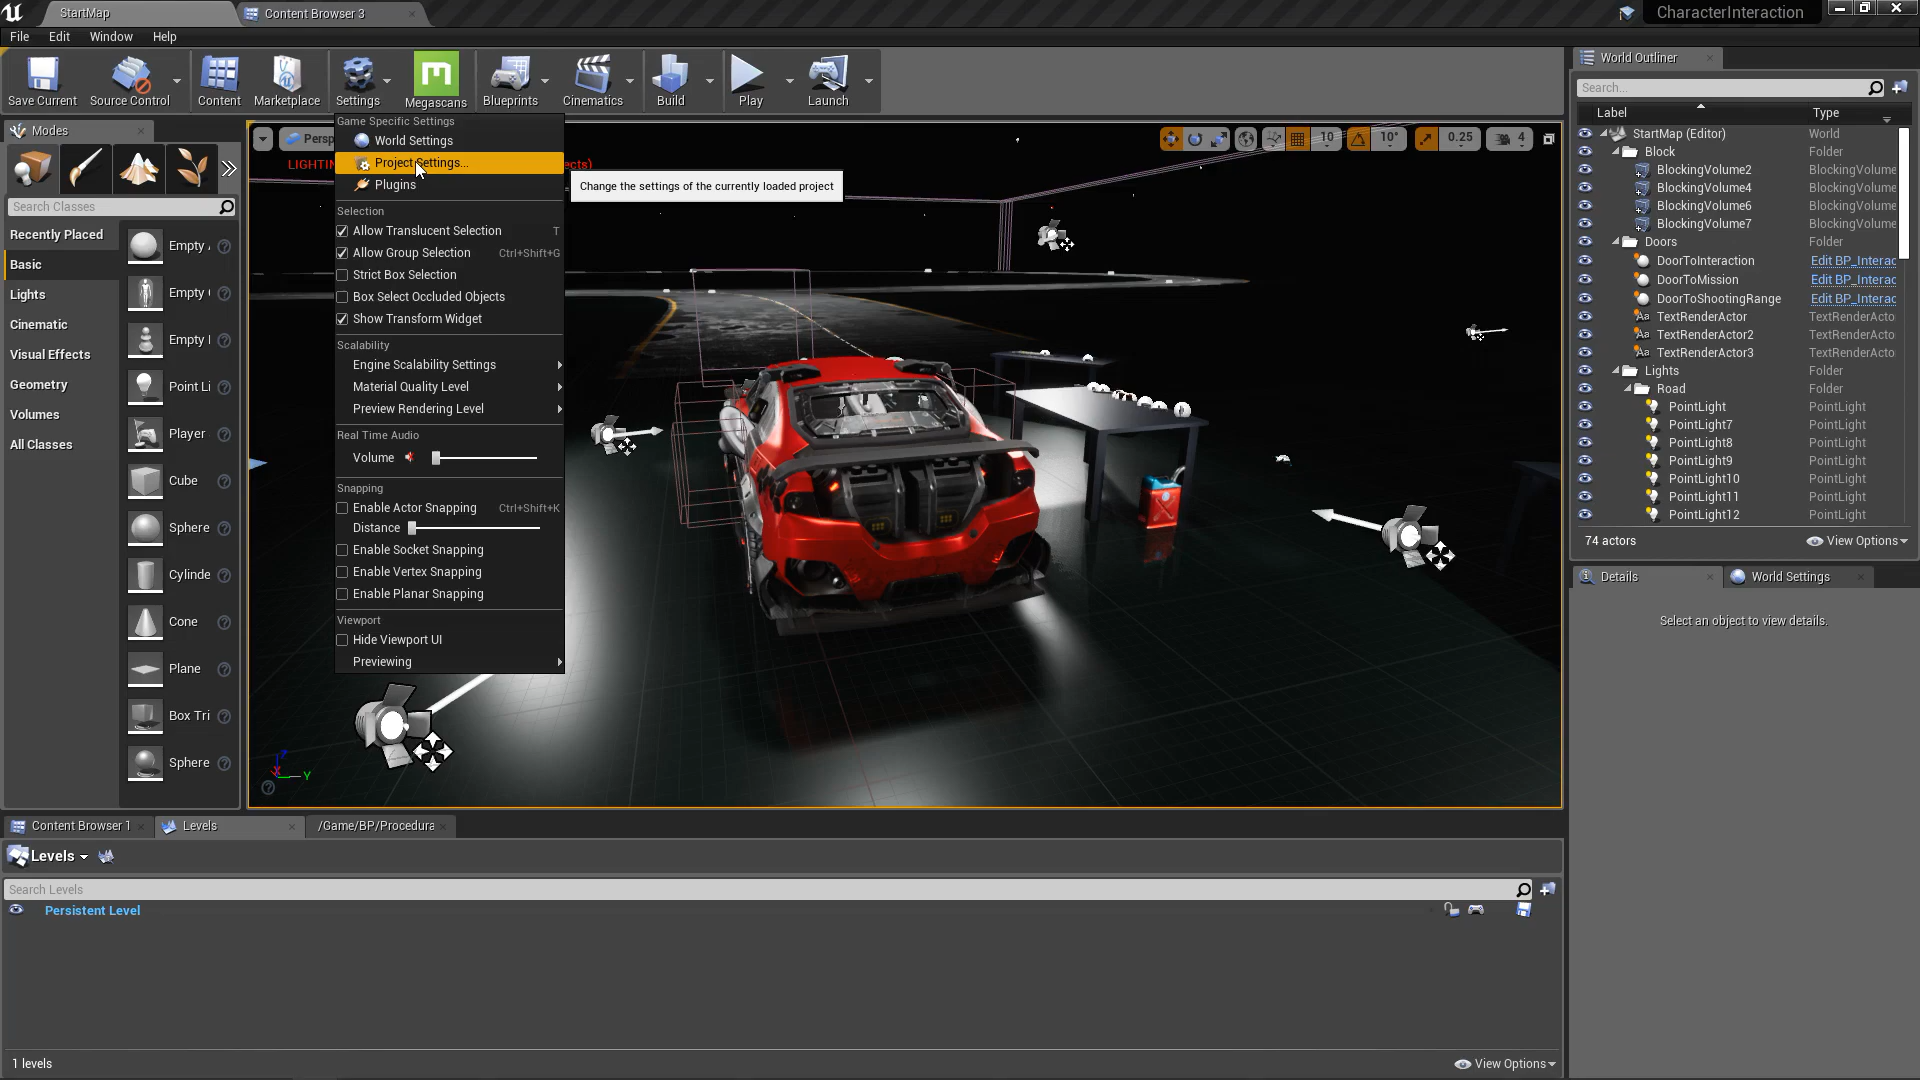 StartMap
Content Browser 3
CharacterInteraction
File Edit Window Help
Save Current
Source Control
Content
Marketplace
Settings
Megascans
Blueprints
Cinematics
Build
Play
Launch
Modes
Search Classes
Recently Placed
Basic
Lights
Cinematic
Visual Effects
Geometry
Volumes
All Classes
Empty
Empty
Empty
Point Li
Player
Cube
Sphere
Cylinde
Cone
Plane
Box Tri
Sphere
Persp
LIGHTIN
ects)
10
10°
0.25
4
Game Specific Settings
World Settings
Project Settings...
Plugins
Change the settings of the currently loaded project
Selection
Allow Translucent Selection T
Allow Group Selection Ctrl+Shift+G
Strict Box Selection
Box Select Occluded Objects
Show Transform Widget
Scalability
Engine Scalability Settings
Material Quality Level
Preview Rendering Level
Real Time Audio
Volume
Snapping
Enable Actor Snapping Ctrl+Shift+K
Distance
Enable Socket Snapping
Enable Vertex Snapping
Enable Planar Snapping
Viewport
Hide Viewport UI
Previewing
Z
X
Y
World Outliner
Search...
Label Type
StartMap (Editor) World
Block Folder
BlockingVolume2 BlockingVolume
BlockingVolume4 BlockingVolume
BlockingVolume6 BlockingVolume
BlockingVolume7 BlockingVolume
Doors Folder
DoorToInteraction Edit BP_Interac
DoorToMission Edit BP_Interac
DoorToShootingRange Edit BP_Interac
TextRenderActor TextRenderActo
TextRenderActor2 TextRenderActo
TextRenderActor3 TextRenderActo
Lights Folder
Road Folder
PointLight PointLight
PointLight7 PointLight
PointLight8 PointLight
PointLight9 PointLight
PointLight10 PointLight
PointLight11 PointLight
PointLight12 PointLight
74 actors
View Options
Details
World Settings
Select an object to view details.
Content Browser 1
Levels
/Game/BP/Procedura
Levels
Search Levels
Persistent Level
1 levels
View Options